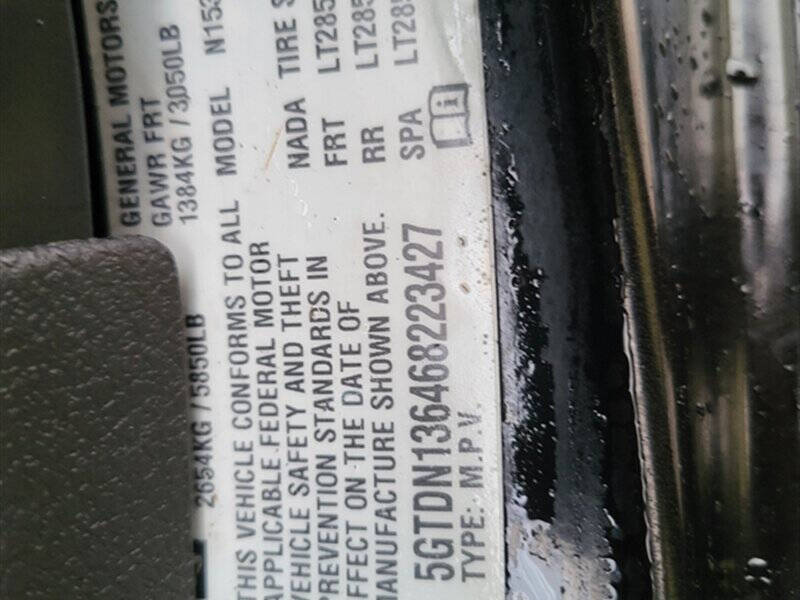 GENERAL MOTORS
GAWR FRT
1384KG / 3050LB
2654KG / 5850LB
MODEL N153
THIS VEHICLE CONFORMS TO ALL
APPLICABLE FEDERAL MOTOR
VEHICLE SAFETY AND THEFT
PREVENTION STANDARDS IN
EFFECT ON THE DATE OF
MANUFACTURE SHOWN ABOVE.
5GTDN136468223427
TYPE: M.P.V.
NADA TIRE S
FRT LT285
RR LT285
SPA LT285
i